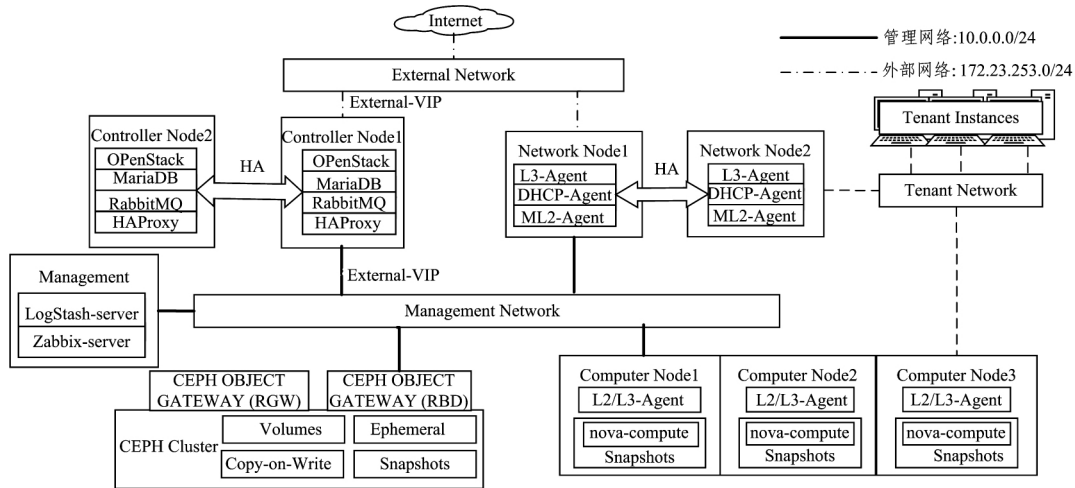 Internet
External Network
管理网络:10.0.0.0/24
外部网络: 172.23.253.0/24
External-VIP
Controller Node2
OPenStack
MariaDB
RabbitMQ
HAProxy
HA
Controller Node1
OPenStack
MariaDB
RabbitMQ
HAProxy
Network Node1
L3-Agent
DHCP-Agent
ML2-Agent
HA
Network Node2
L3-Agent
DHCP-Agent
ML2-Agent
Tenant Instances
Tenant Network
External-VIP
Management
LogStash-server
Zabbix-server
Management Network
CEPH OBJECT
GATEWAY (RGW)
CEPH OBJECT
GATEWAY (RBD)
CEPH Cluster
Volumes
Ephemeral
Copy-on-Write
Snapshots
Computer Node1
L2/L3-Agent
nova-compute
Snapshots
Computer Node2
L2/L3-Agent
nova-compute
Snapshots
Computer Node3
L2/L3-Agent
nova-compute
Snapshots